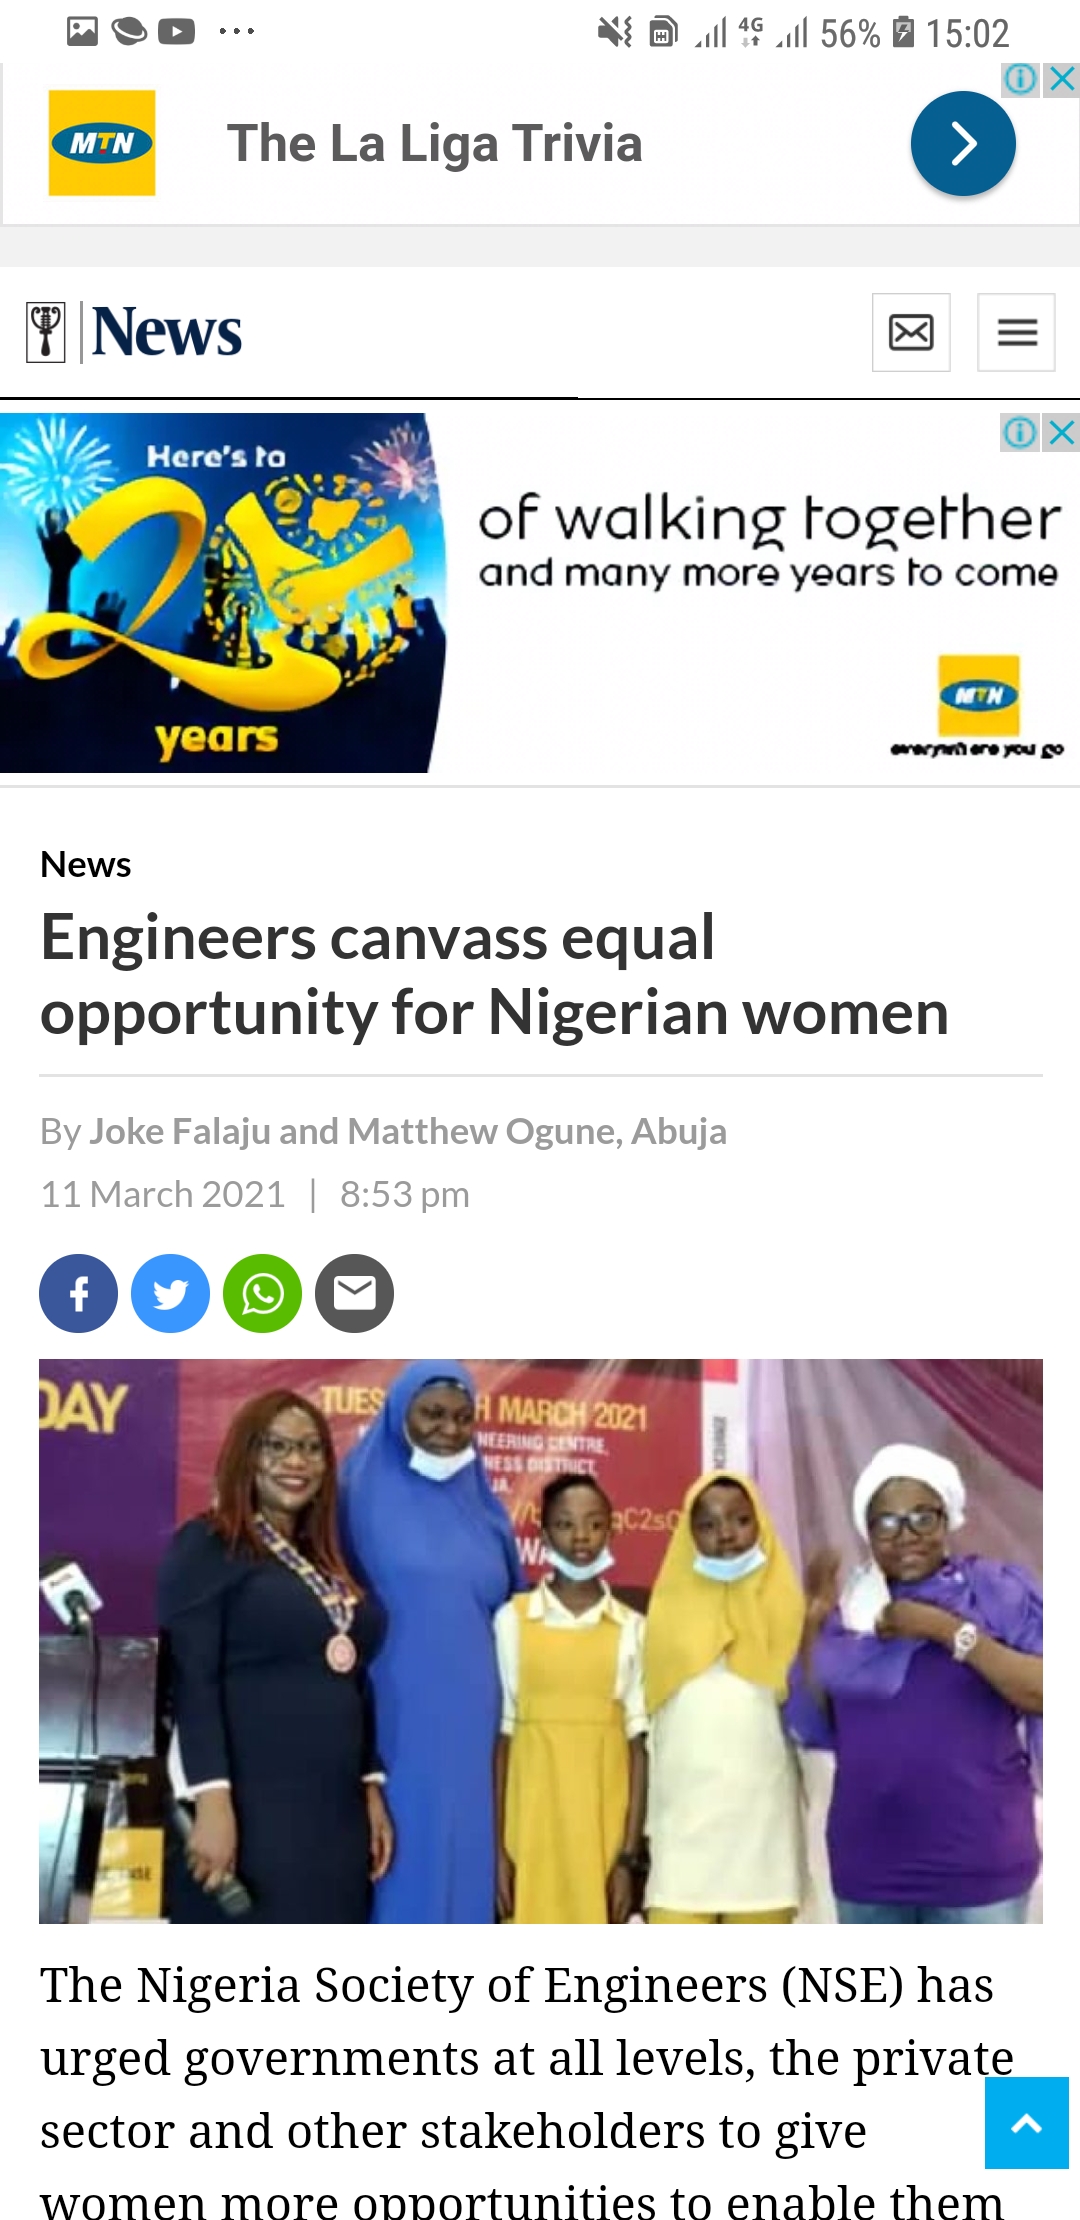 56% 15:02
4G
MTN
The La Liga Trivia
News
Here's to
years
of walking together
and many more years to come
MTN
everywhere you go
News
Engineers canvass equal
opportunity for Nigerian women
By Joke Falaju and Matthew Ogune, Abuja
11 March 2021 | 8:53 pm
DAY
TUES H MARCH 2021
NEERING CENTRE,
NESS DISTRICT
JA.
qC2sC
The Nigeria Society of Engineers (NSE) has
urged governments at all levels, the private
sector and other stakeholders to give
women more opportunities to enable them